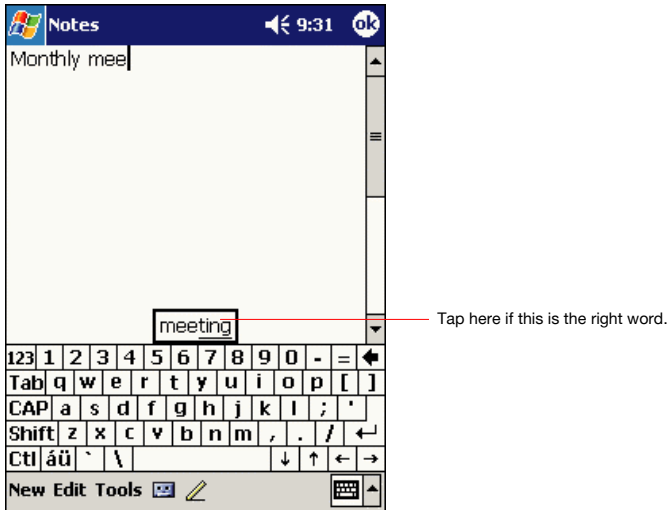 Notes 9:31 ok
Monthly mee
meeting
Tap here if this is the right word.
123 1 2 3 4 5 6 7 8 9 0 - =
Tab q w e r t y u i o p [ ]
CAP a s d f g h j k l ; '
Shift z x c v b n m , . /
Ctl áü ` \ ↓ ↑ ← →
New Edit Tools